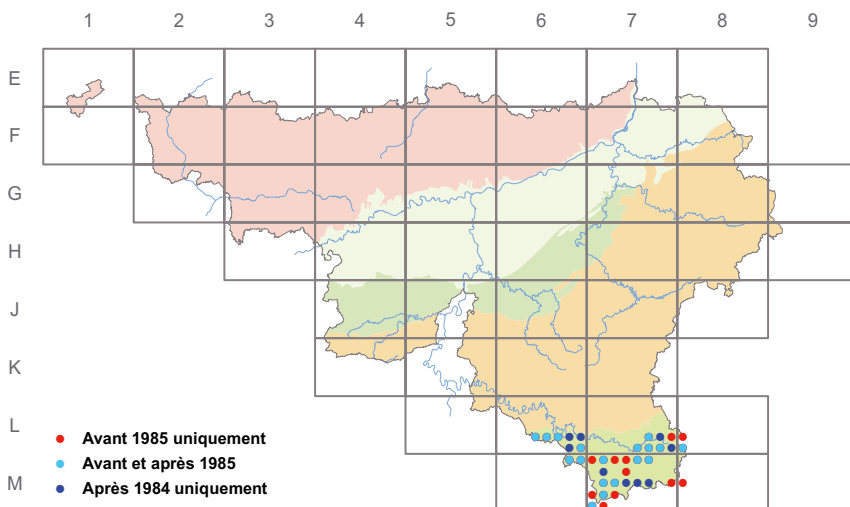 1 2 3 4 5 6 7 8 9
E
F
G
H
J
K
L
M
Avant 1985 uniquement
Avant et après 1985
Après 1984 uniquement